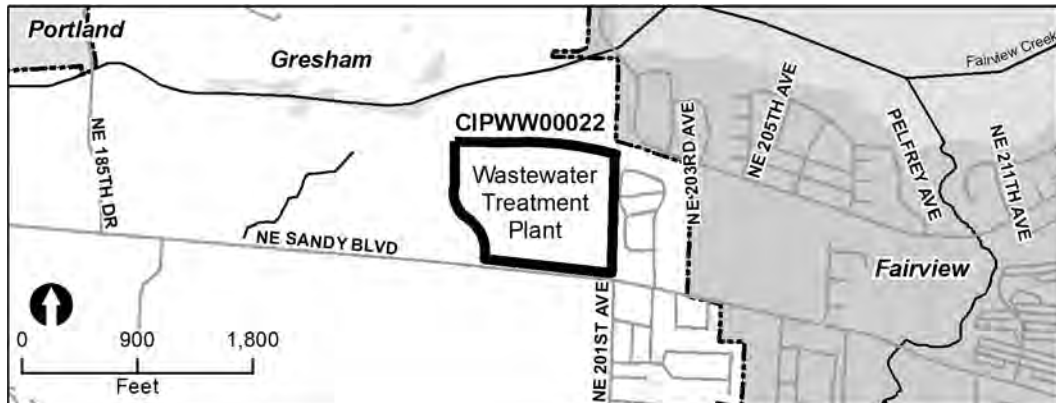 Portland
Gresham
Fairview Creek
CIPWW00022
NE 185TH DR
Wastewater
Treatment
Plant
NE 203RD AVE
NE 205TH AVE
PELFREY AVE
NE 211TH AVE
NE SANDY BLVD
Fairview
NE 201ST AVE
0 900 1,800
Feet